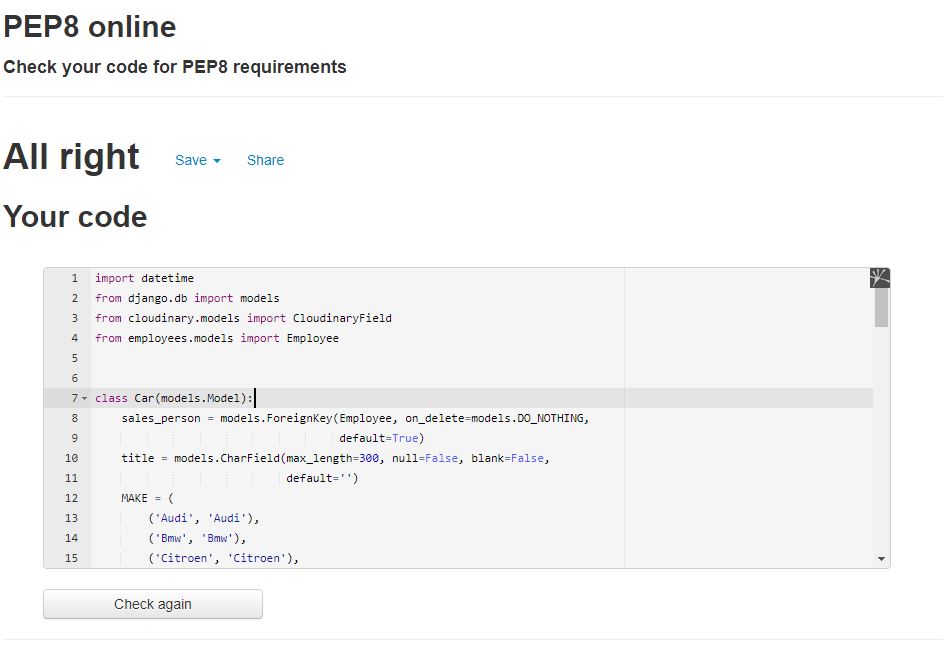 PEP8 online
Check your code for PEP8 requirements
All right Save Share
Your code
1 import datetime
2 from django.db import models
3 from cloudinary.models import CloudinaryField
4 from employees.models import Employee
5
6
7 class Car(models.Model):
8     sales_person = models.ForeignKey(Employee, on_delete=models.DO_NOTHING,
9                                      default=True)
10     title = models.CharField(max_length=300, null=False, blank=False,
11                              default='')
12     MAKE = (
13         ('Audi', 'Audi'),
14         ('Bmw', 'Bmw'),
15         ('Citroen', 'Citroen'),
Check again